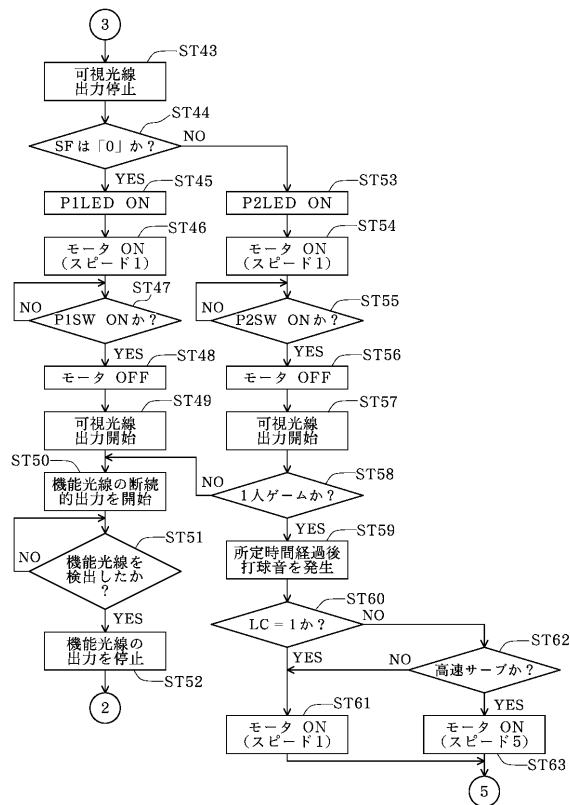 3
ST43
可視光線
出力停止
ST44
SFは「0」か?
NO
YES
ST45
P1LED ON
ST46
モータ ON
(スピード1)
ST47
NO
P1SW ONか?
YES
ST48
モータ OFF
ST49
可視光線
出力開始
ST50
機能光線の断続
的出力を開始
ST51
NO
機能光線を
検出したか
?
YES
機能光線の
出力を停止
ST52
2
ST53
P2LED ON
ST54
モータ ON
(スピード1)
ST55
NO
P2SW ONか?
YES
ST56
モータ OFF
ST57
可視光線
出力開始
ST58
NO
1人ゲームか?
YES
ST59
所定時間経過後
打球音を発生
ST60
LC=1か?
NO
YES
ST62
NO
高速サーブか?
YES
ST61
モータ ON
(スピード1)
モータ ON
(スピード5)
ST63
5